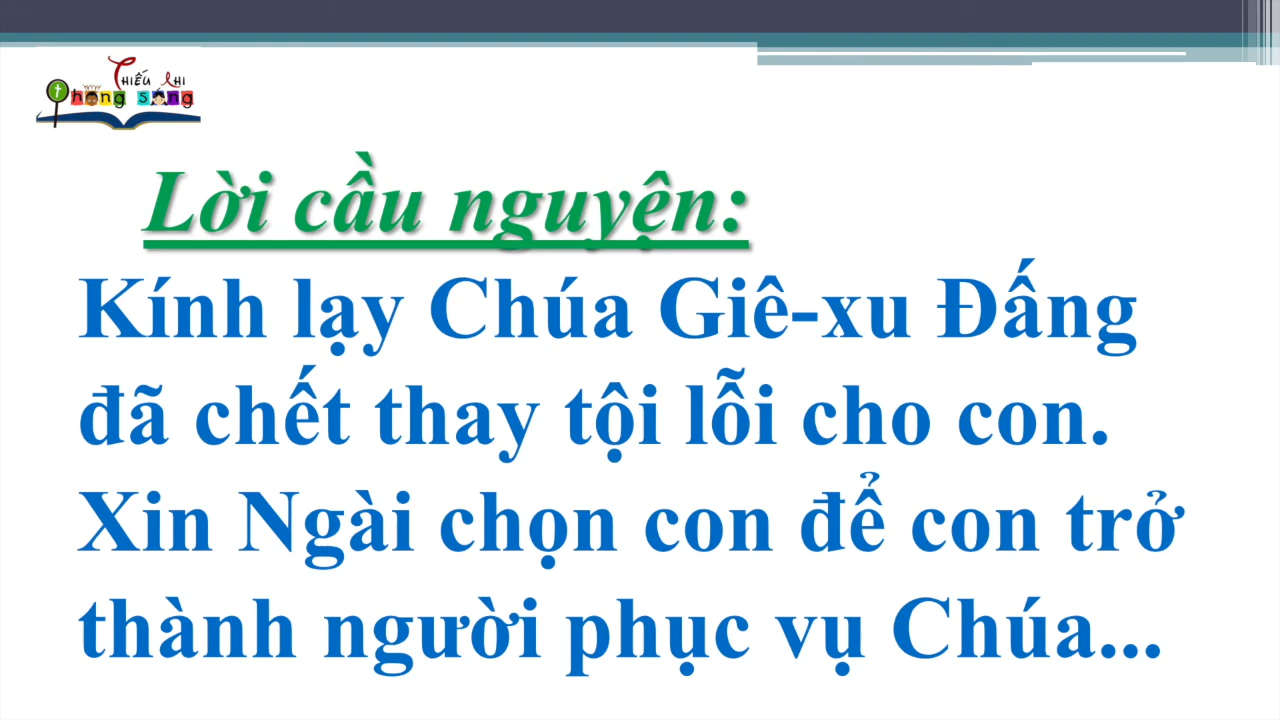 Thiếu Nhi
Phóng sáng
Lời cầu nguyện:
Kính lạy Chúa Giê-xu Đấng
đã chết thay tội lỗi cho con.
Xin Ngài chọn con để con trở
thành người phục vụ Chúa...